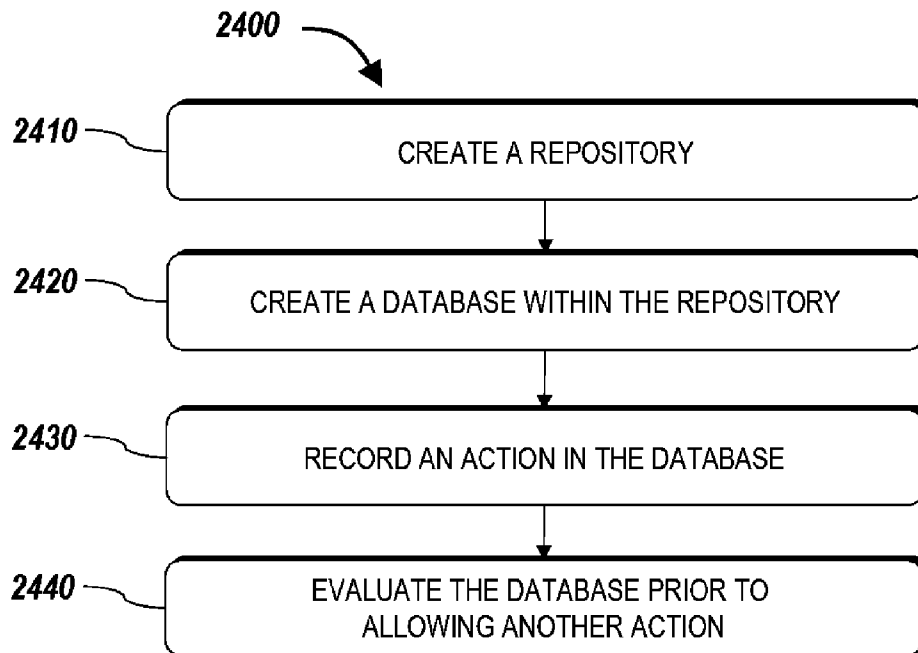 2400
2410
CREATE A REPOSITORY
2420
CREATE A DATABASE WITHIN THE REPOSITORY
2430
RECORD AN ACTION IN THE DATABASE
2440
EVALUATE THE DATABASE PRIOR TO
ALLOWING ANOTHER ACTION